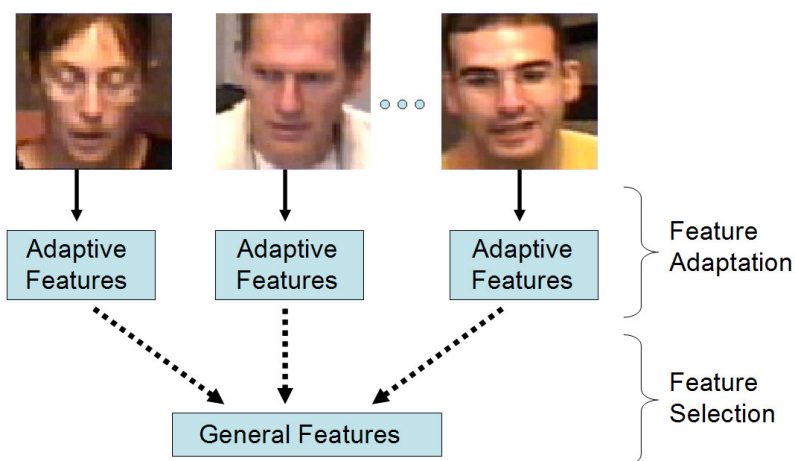 Adaptive
Features
Adaptive
Features
Adaptive
Features
Feature
Adaptation
General Features
Feature
Selection